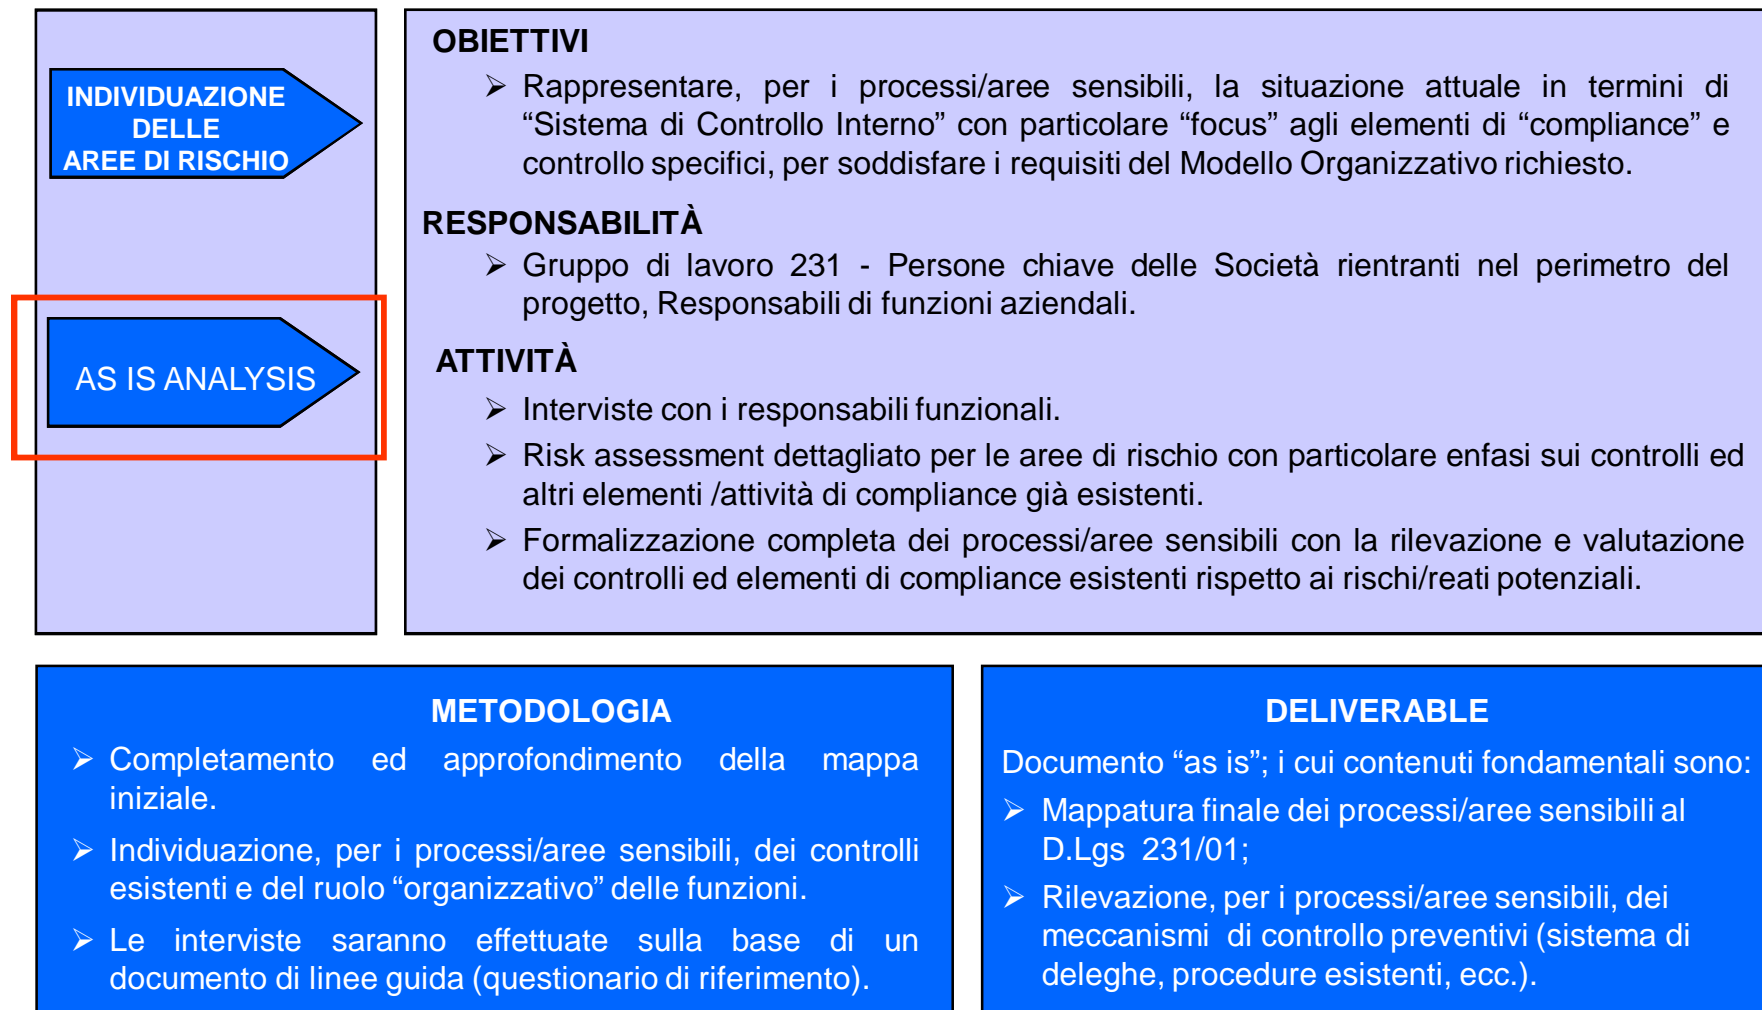 INDIVIDUAZIONE
DELLE
AREE DI RISCHIO
AS IS ANALYSIS
OBIETTIVI
➢ Rappresentare, per i processi/aree sensibili, la situazione attuale in termini di
“Sistema di Controllo Interno” con particolare “focus” agli elementi di “compliance” e
controllo specifici, per soddisfare i requisiti del Modello Organizzativo richiesto.
RESPONSABILITÀ
➢ Gruppo di lavoro 231 - Persone chiave delle Società rientranti nel perimetro del
progetto, Responsabili di funzioni aziendali.
ATTIVITÀ
➢ Interviste con i responsabili funzionali.
➢ Risk assessment dettagliato per le aree di rischio con particolare enfasi sui controlli ed
altri elementi /attività di compliance già esistenti.
➢ Formalizzazione completa dei processi/aree sensibili con la rilevazione e valutazione
dei controlli ed elementi di compliance esistenti rispetto ai rischi/reati potenziali.
METODOLOGIA
➢ Completamento ed approfondimento della mappa
iniziale.
➢ Individuazione, per i processi/aree sensibili, dei controlli
esistenti e del ruolo “organizzativo” delle funzioni.
➢ Le interviste saranno effettuate sulla base di un
documento di linee guida (questionario di riferimento).
DELIVERABLE
Documento “as is”; i cui contenuti fondamentali sono:
➢ Mappatura finale dei processi/aree sensibili al
D.Lgs 231/01;
➢ Rilevazione, per i processi/aree sensibili, dei
meccanismi di controllo preventivi (sistema di
deleghe, procedure esistenti, ecc.).